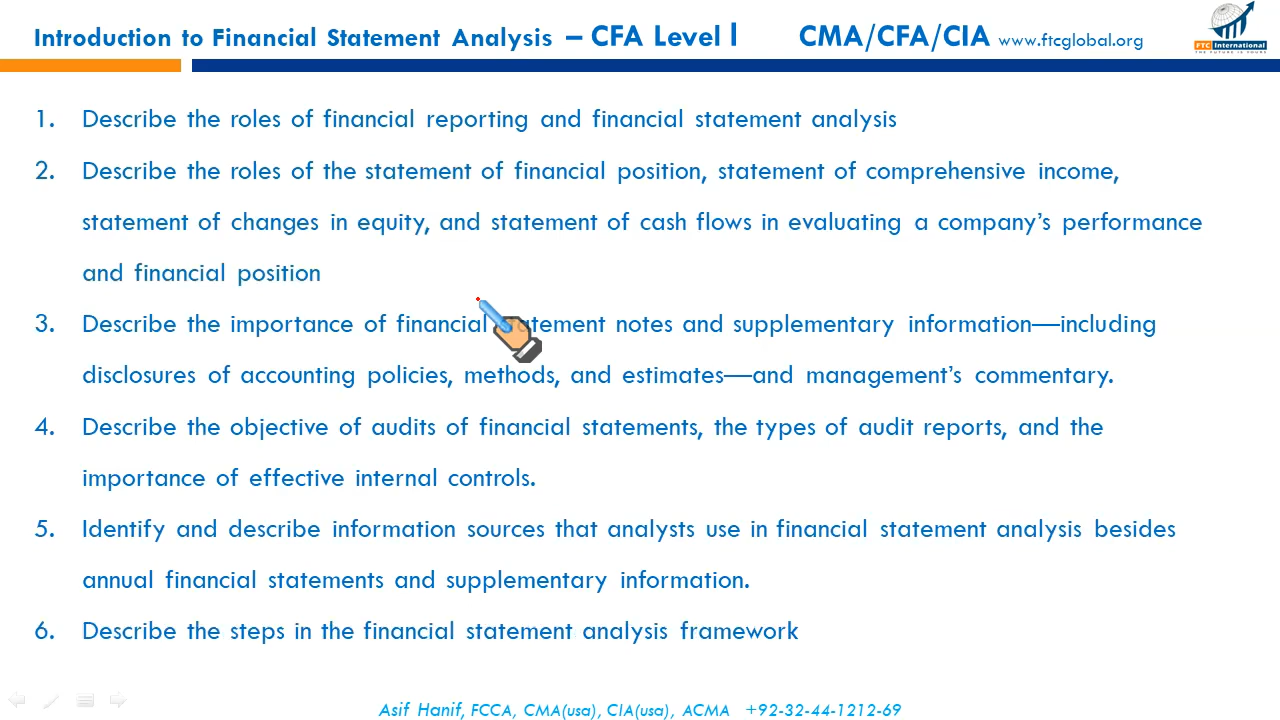 Introduction to Financial Statement Analysis – CFA Level I CMA/CFA/CIA www.ftcglobal.org
FTC International
THE FUTURE IS YOURS
1. Describe the roles of financial reporting and financial statement analysis
2. Describe the roles of the statement of financial position, statement of comprehensive income,
statement of changes in equity, and statement of cash flows in evaluating a company's performance
and financial position
3. Describe the importance of financial statement notes and supplementary information—including
disclosures of accounting policies, methods, and estimates—and management's commentary.
4. Describe the objective of audits of financial statements, the types of audit reports, and the
importance of effective internal controls.
5. Identify and describe information sources that analysts use in financial statement analysis besides
annual financial statements and supplementary information.
6. Describe the steps in the financial statement analysis framework
Asif Hanif, FCCA, CMA(usa), CIA(usa), ACMA +92-32-44-1212-69